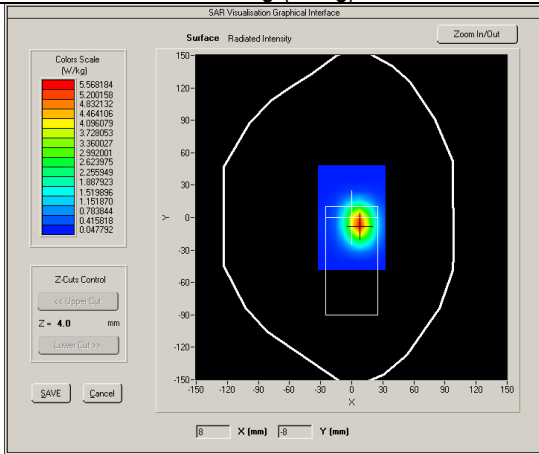 SAR Visualisation Graphical Interface
Surface Radiated Intensity
Zoom In/Out
Colors Scale
(W/kg)
5.568184
5.200158
4.832132
4.464106
4.096079
3.728053
3.360027
2.992001
2.623975
2.255949
1.887923
1.519896
1.151870
0.783844
0.415818
0.047792
Z-Cuts Control
<< Upper Cut
Z = 4.0 mm
Lower Cut >>
SAVE
Cancel
150-
120-
90-
60-
30-
0-
-30-
-60-
-90-
-120-
-150-
Y
-150 -120 -90 -60 -30 0 30 60 90 120 150
X
8 X (mm) -8 Y (mm)